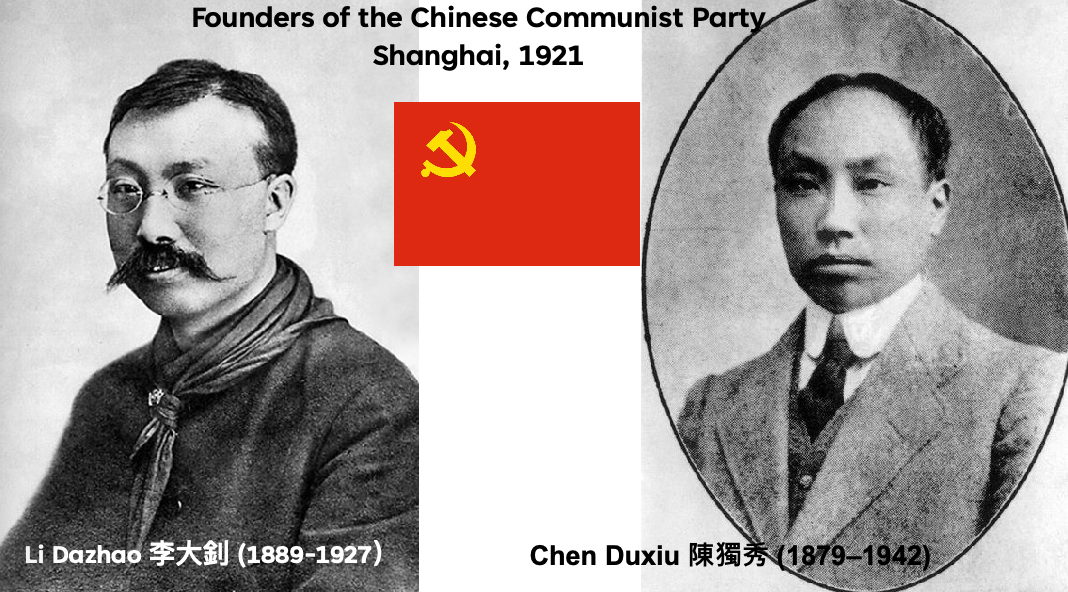 Founders of the Chinese Communist Party
Shanghai, 1921
Li Dazhao 李大釗 (1889-1927)
Chen Duxiu 陳獨秀 (1879–1942)